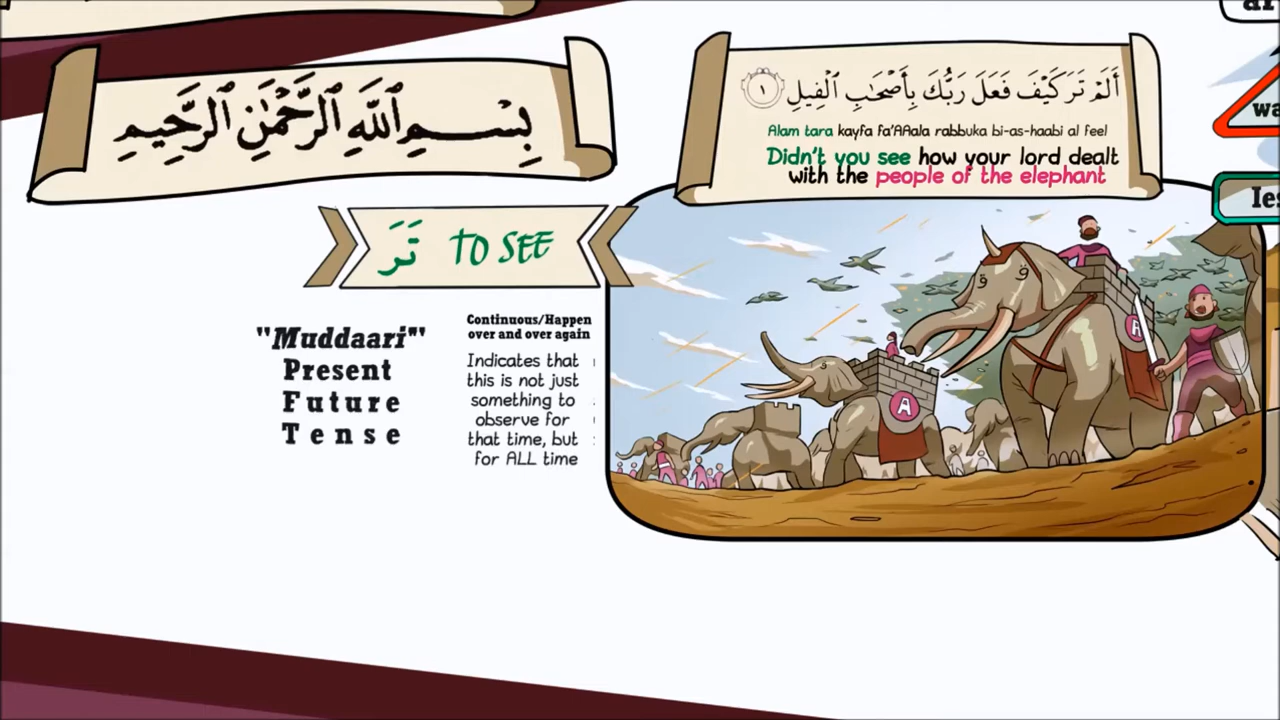 بِسْمِ ٱللَّهِ ٱلرَّحْمَٰنِ ٱلرَّحِيمِ
أَلَمْ تَرَ كَيْفَ فَعَلَ رَبُّكَ بِأَصْحَٰبِ ٱلْفِيلِ ١
Alam tara kayfa fa'AAala rabbuka bi-as-haabi al feel
Didn't you see how your lord dealt
with the people of the elephant
تَرَ TO SEE
"Muddaari'"
Present
Future
Tense
Continuous/Happen
over and over again
Indicates that
this is not just
something to
observe for
that time, but
for ALL time
A
A